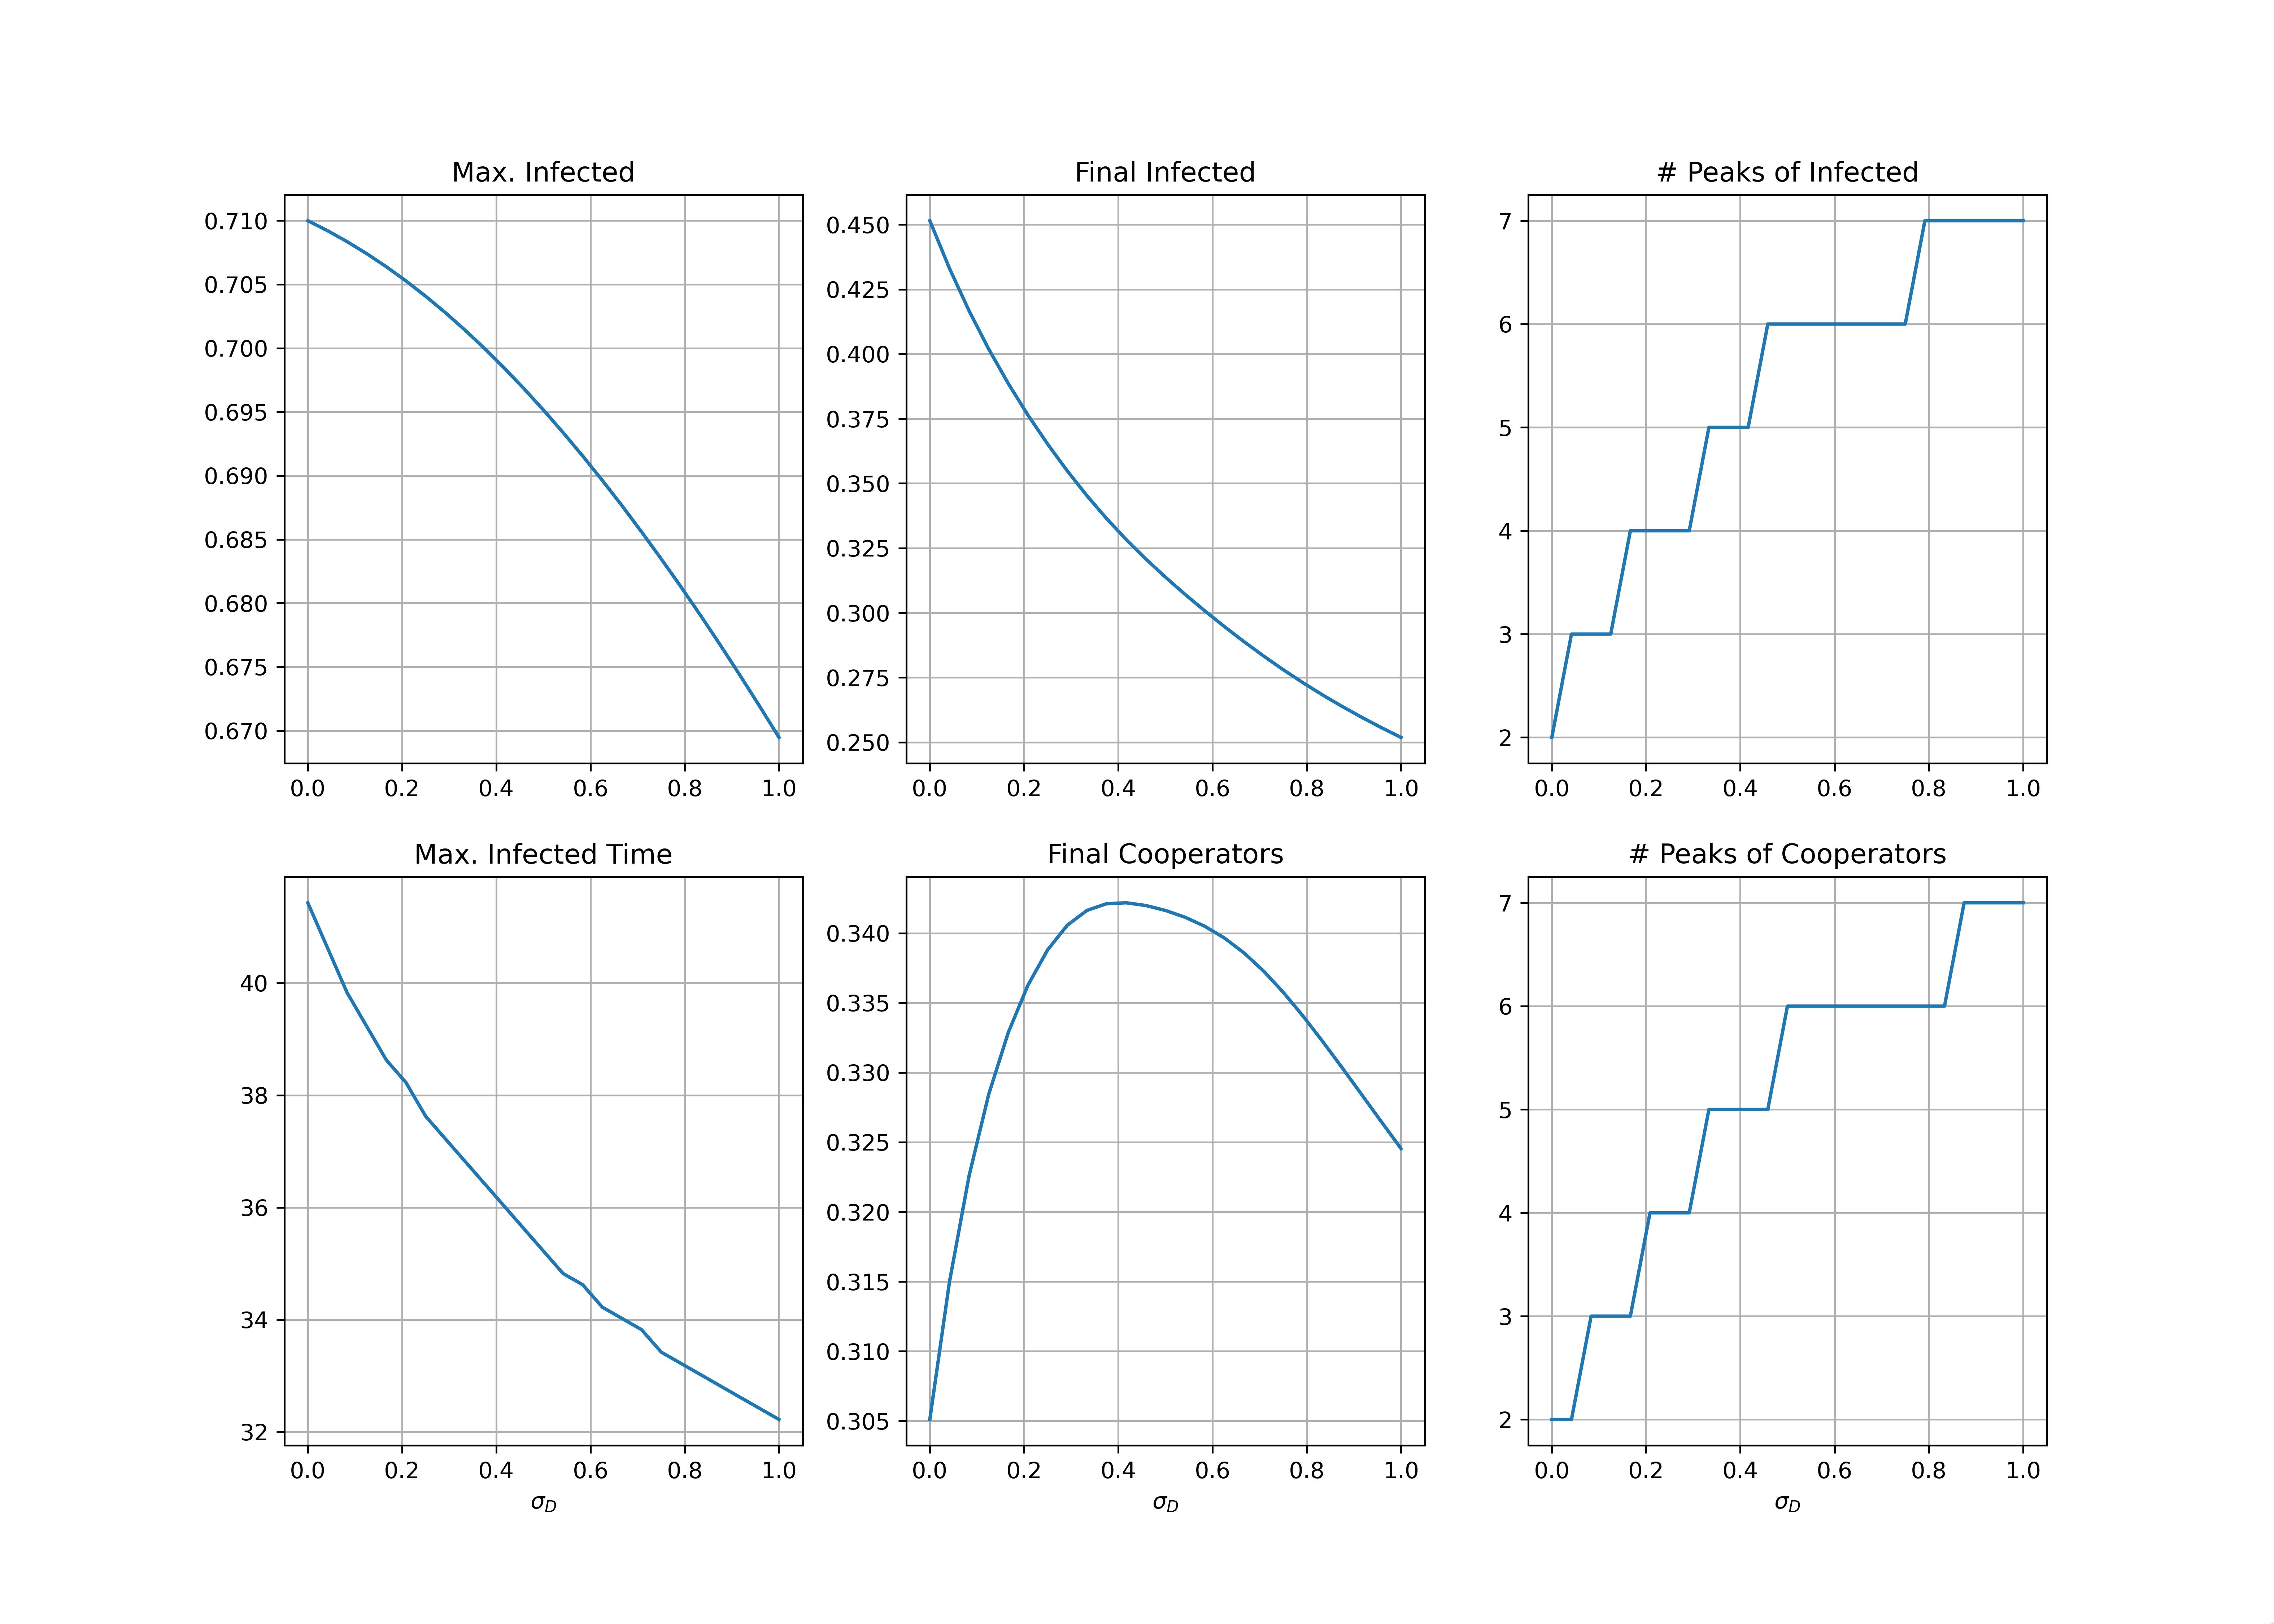 Max. Infected
0.710
0.705
0.700
0.695
0.690
0.685
0.680
0.675
0.670
0.0 0.2 0.4 0.6 0.8 1.0
Final Infected
0.450
0.425
0.400
0.375
0.350
0.325
0.300
0.275
0.250
0.0 0.2 0.4 0.6 0.8 1.0
# Peaks of Infected
7
6
5
4
3
2
0.0 0.2 0.4 0.6 0.8 1.0
Max. Infected Time
40
38
36
34
32
0.0 0.2 0.4 0.6 0.8 1.0
σ_D
Final Cooperators
0.340
0.335
0.330
0.325
0.320
0.315
0.310
0.305
0.0 0.2 0.4 0.6 0.8 1.0
σ_D
# Peaks of Cooperators
7
6
5
4
3
2
0.0 0.2 0.4 0.6 0.8 1.0
σ_D